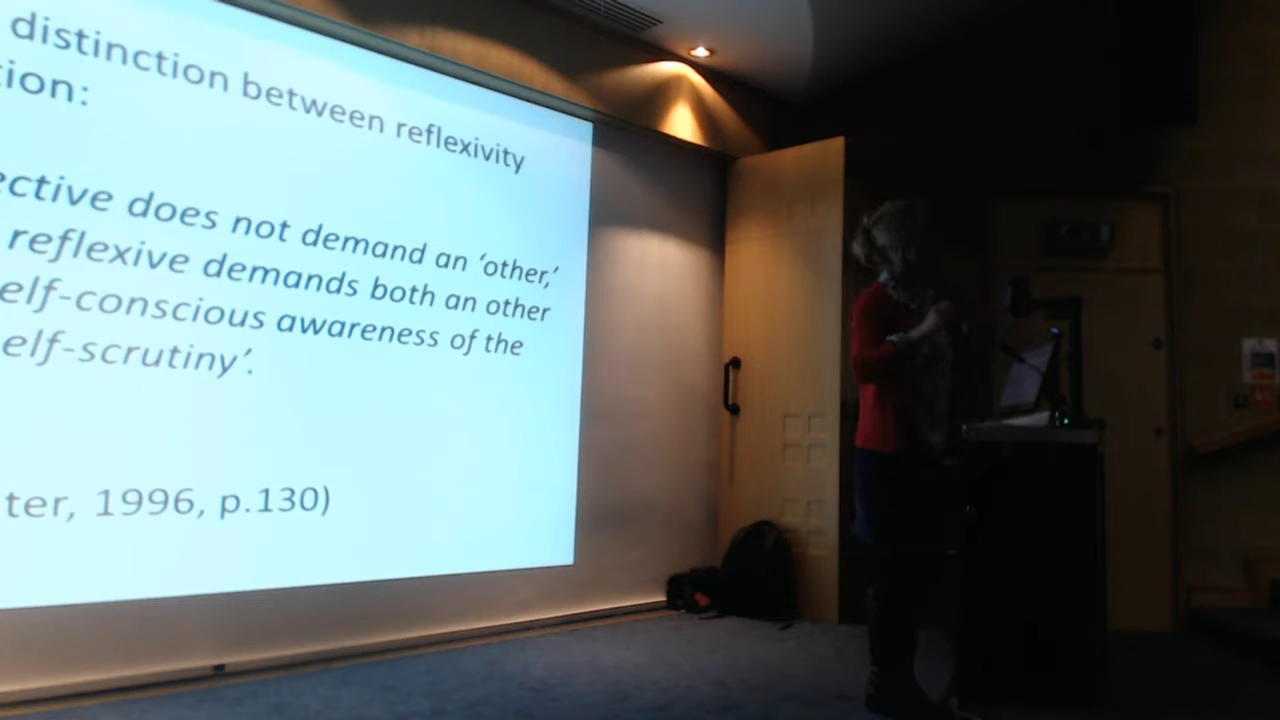 distinction between reflexivity
tion:
ective does not demand an ‘other,’
reflexive demands both an other
elf-conscious awareness of the
elf-scrutiny’.
ter, 1996, p.130)